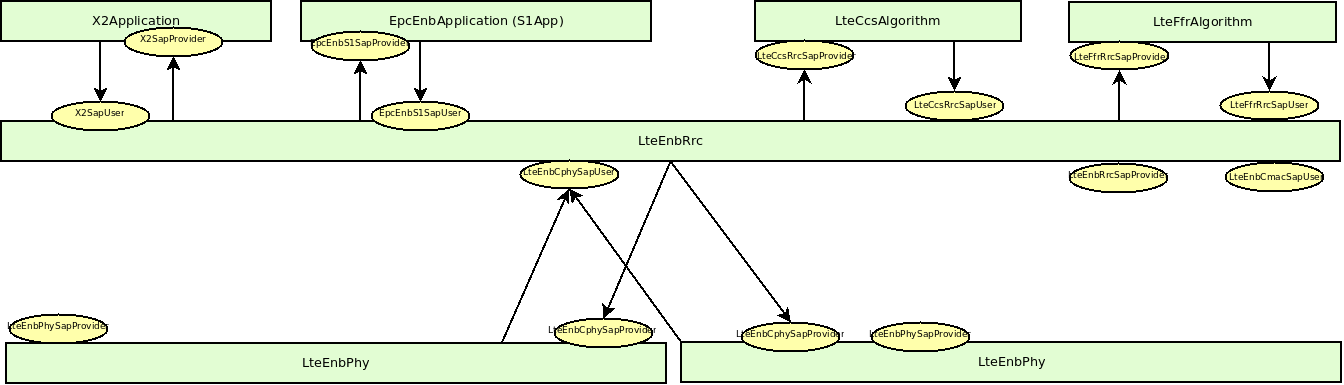 X2Application
EpcEnbApplication (S1App)
LteCcsAlgorithm
LteFfrAlgorithm
X2SapProvider
EpcEnbS1SapProvider
LteCcsRrcSapProvider
LteFfrRrcSapProvider
X2SapUser
EpcEnbS1SapUser
LteCcsRrcSapUser
LteFfrRrcSapUser
LteEnbRrc
LteEnbCphySapUser
LteEnbRrcSapProvider
LteEnbCmacSapUser
LteEnbPhySapProvider
LteEnbCphySapProvider
LteEnbCphySapProvider
LteEnbPhySapProvider
LteEnbPhy
LteEnbPhy